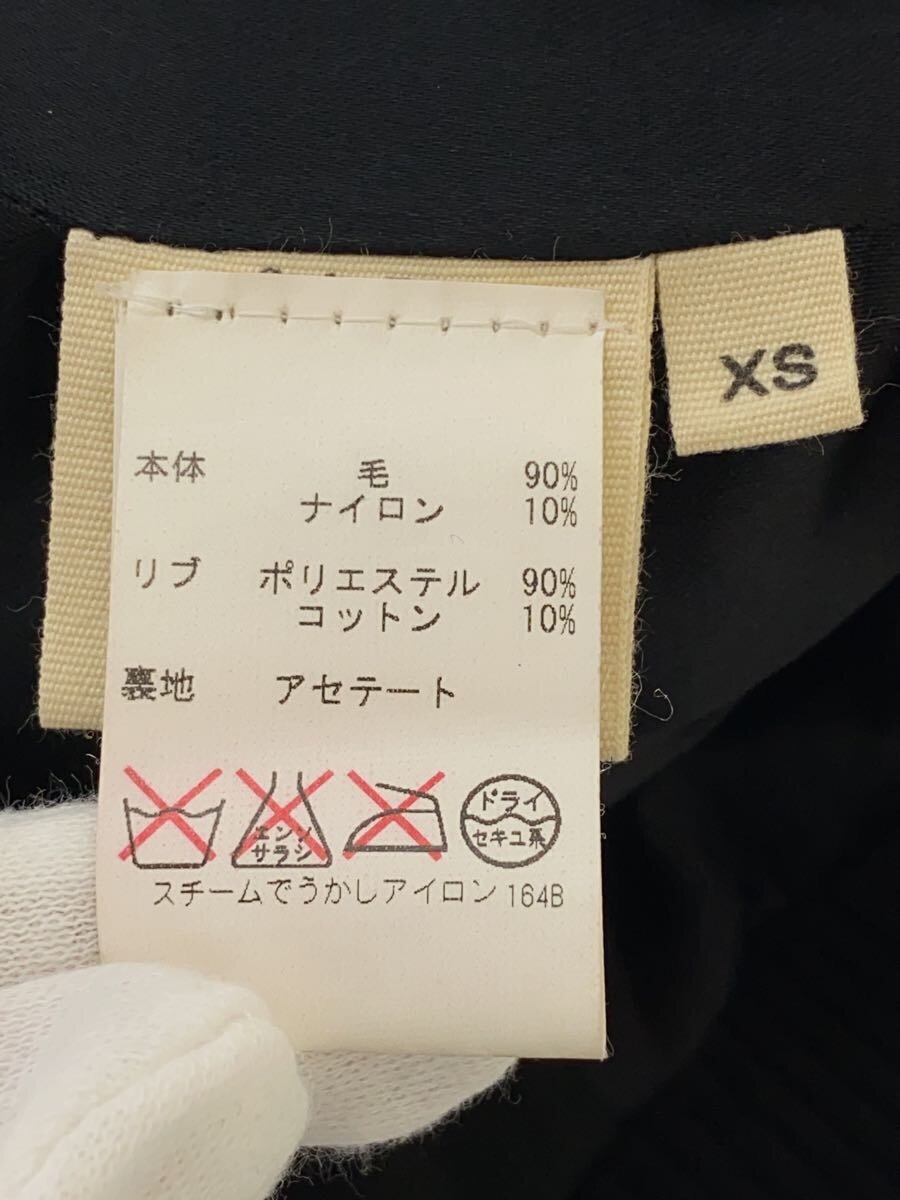 XS
本体 毛 90%
ナイロン 10%
リブ ポリエステル 90%
コットン 10%
裏地 アセテート
エンソ
サラシ
ドライ
セキユ系
スチームでうかしアイロン 164B